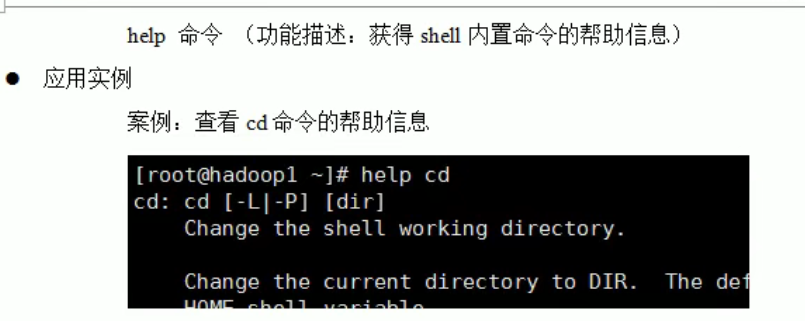 help 命令 （功能描述：获得 shell 内置命令的帮助信息）
● 应用实例
案例：查看 cd 命令的帮助信息
[root@hadoop1 ~]# help cd
cd: cd [-L|-P] [dir]
Change the shell working directory.
Change the current directory to DIR.  The def
HOME shell variable